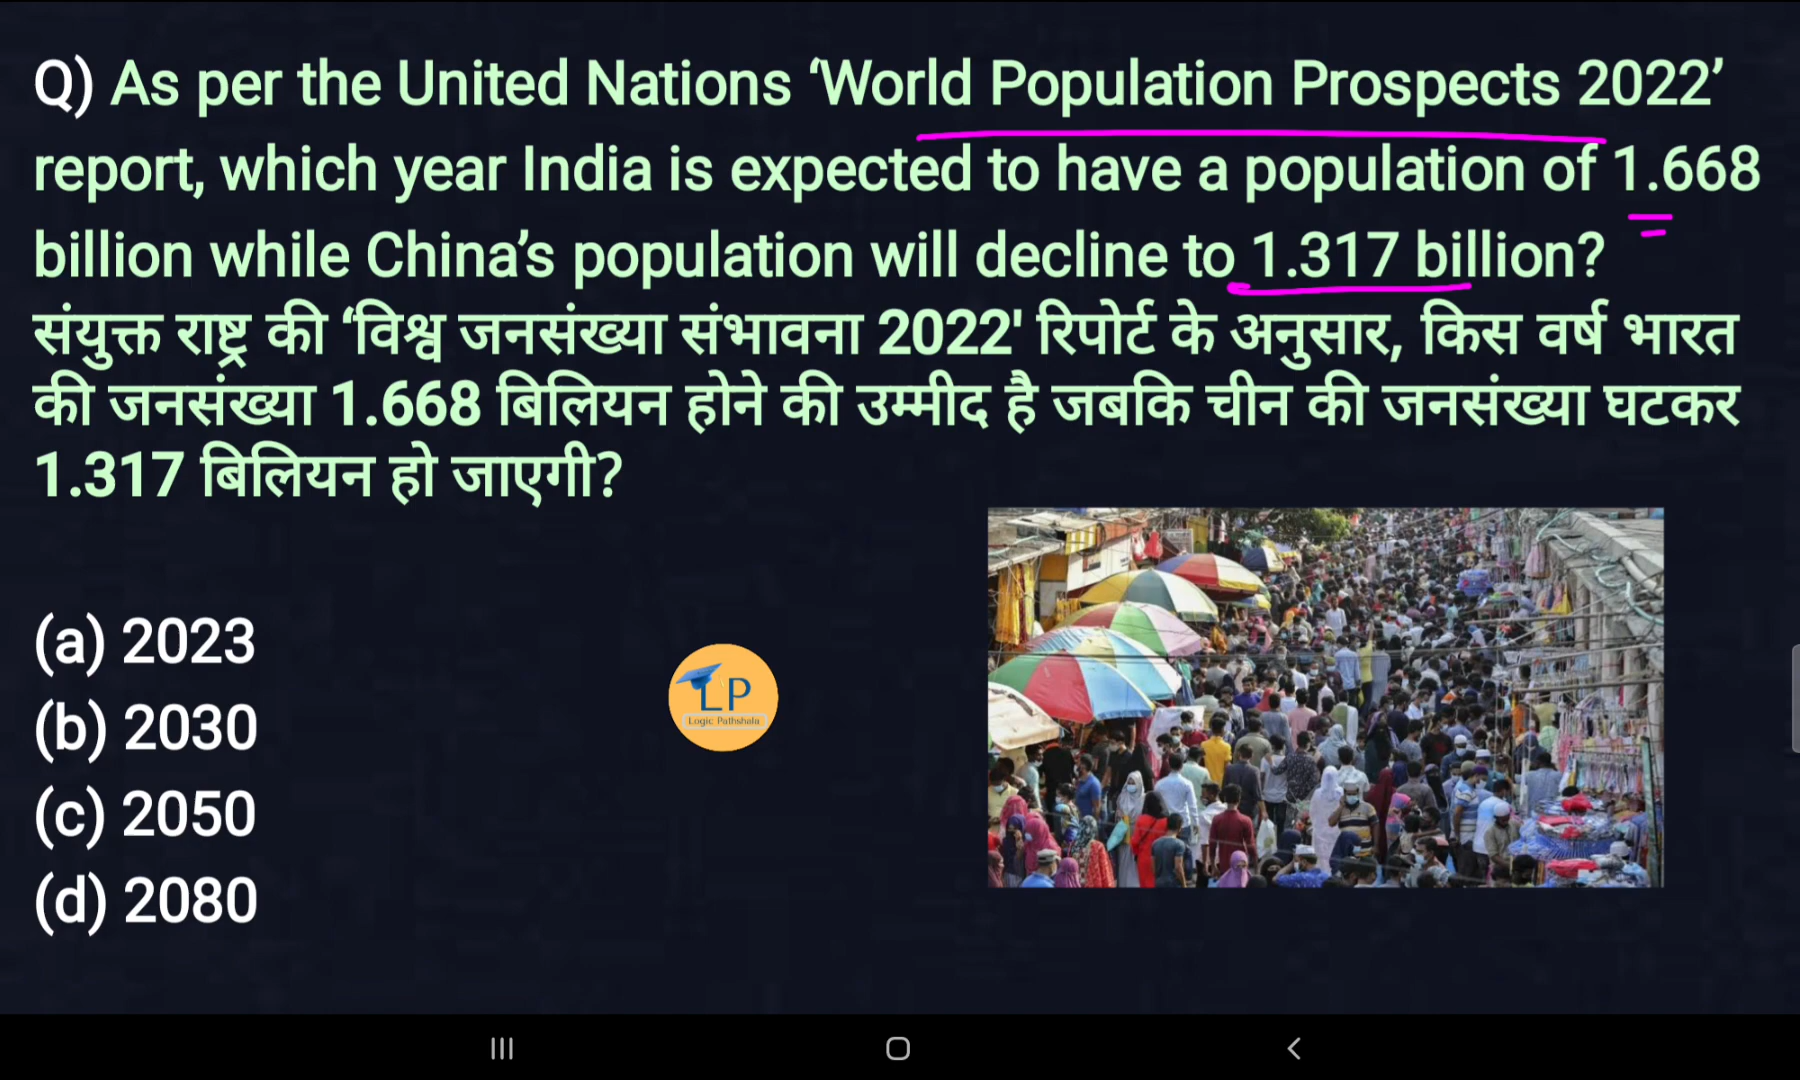 Q) As per the United Nations ‘World Population Prospects 2022’
report, which year India is expected to have a population of 1.668
billion while China’s population will decline to 1.317 billion?
संयुक्त राष्ट्र की ‘विश्व जनसंख्या संभावना 2022' रिपोर्ट के अनुसार, किस वर्ष भारत
की जनसंख्या 1.668 बिलियन होने की उम्मीद है जबकि चीन की जनसंख्या घटकर
1.317 बिलियन हो जाएगी?
(a) 2023
(b) 2030
(c) 2050
(d) 2080
LP
Logic Pathshala